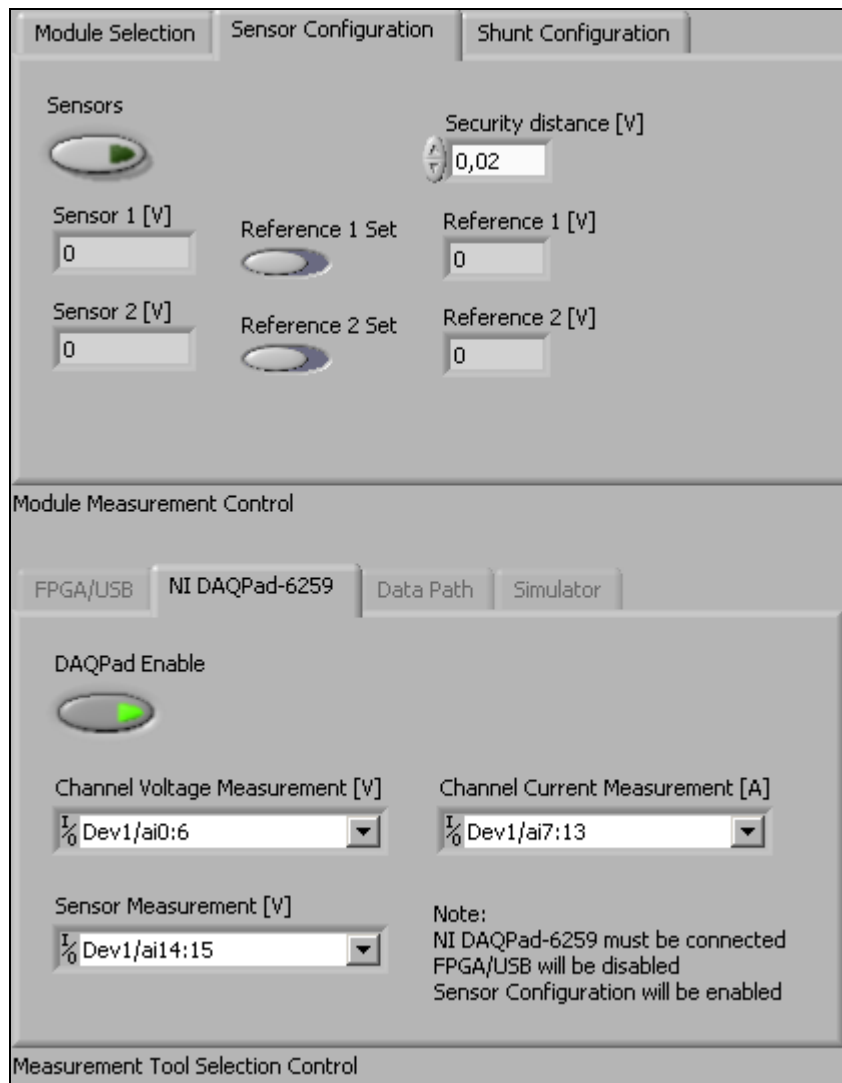 Module Selection
Sensor Configuration
Shunt Configuration
Sensors
Security distance [V]
0,02
Sensor 1 [V]
Reference 1 Set
Reference 1 [V]
0
0
Sensor 2 [V]
Reference 2 Set
Reference 2 [V]
0
0
Module Measurement Control
FPGA/USB
NI DAQPad-6259
Data Path
Simulator
DAQPad Enable
Channel Voltage Measurement [V]
Channel Current Measurement [A]
I/0 Dev1/ai0:6
I/0 Dev1/ai7:13
Sensor Measurement [V]
I/0 Dev1/ai14:15
Note:
NI DAQPad-6259 must be connected
FPGA/USB will be disabled
Sensor Configuration will be enabled
Measurement Tool Selection Control